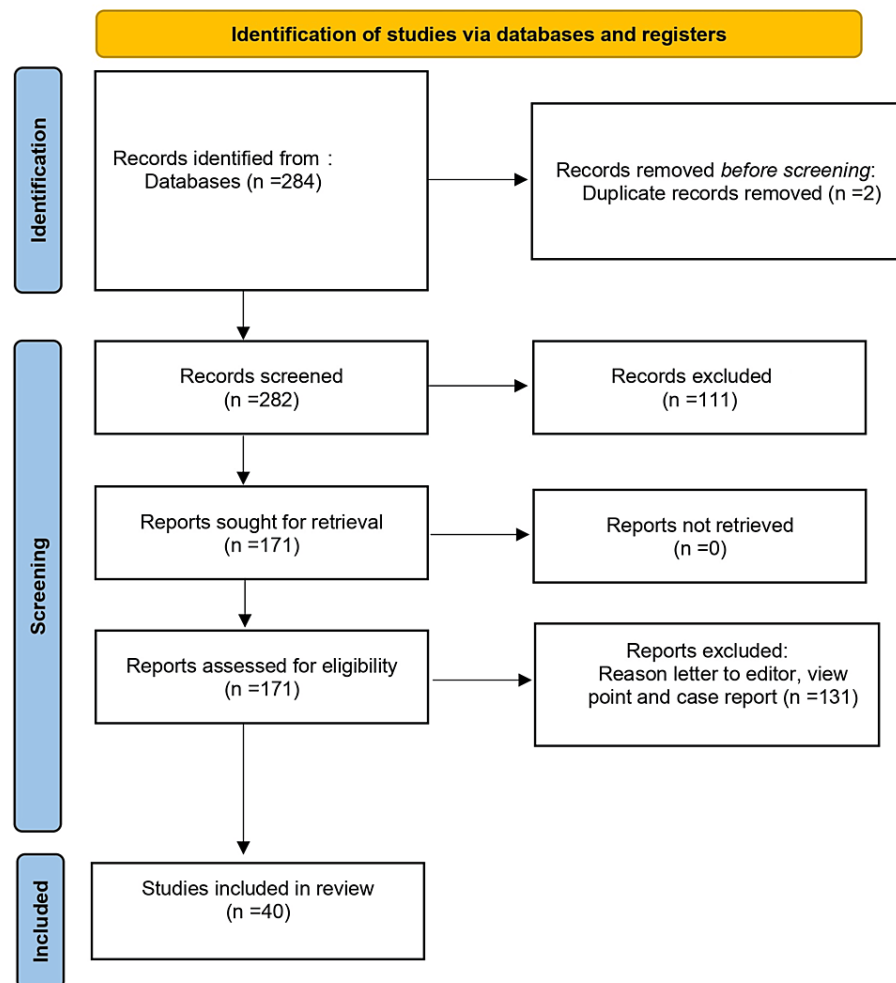 Identification of studies via databases and registers
Identification
Records identified from :
Databases (n =284)
Records removed before screening:
Duplicate records removed (n =2)
Screening
Records screened
(n =282)
Records excluded
(n =111)
Reports sought for retrieval
(n =171)
Reports not retrieved
(n =0)
Reports assessed for eligibility
(n =171)
Reports excluded:
Reason letter to editor, view
point and case report (n =131)
Included
Studies included in review
(n =40)